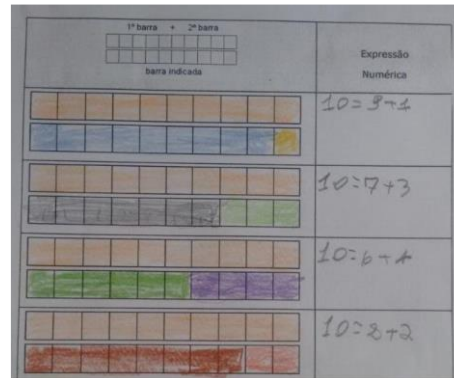 1ª barra + 2ª barra
barra indicada
Expressão
Numérica
10 = 9+1
10=7+3
10=6+4
10=8+2